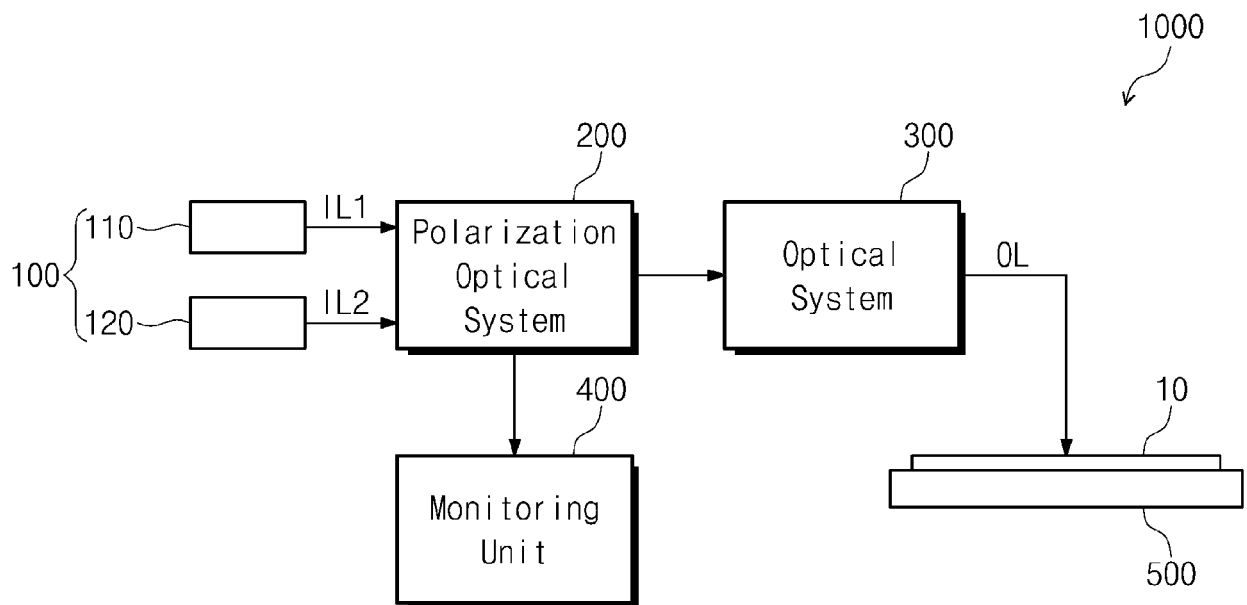 1000
200
300
110
IL1
Polarization
Optical
System
Optical
System
OL
100
120
IL2
400
10
Monitoring
Unit
500